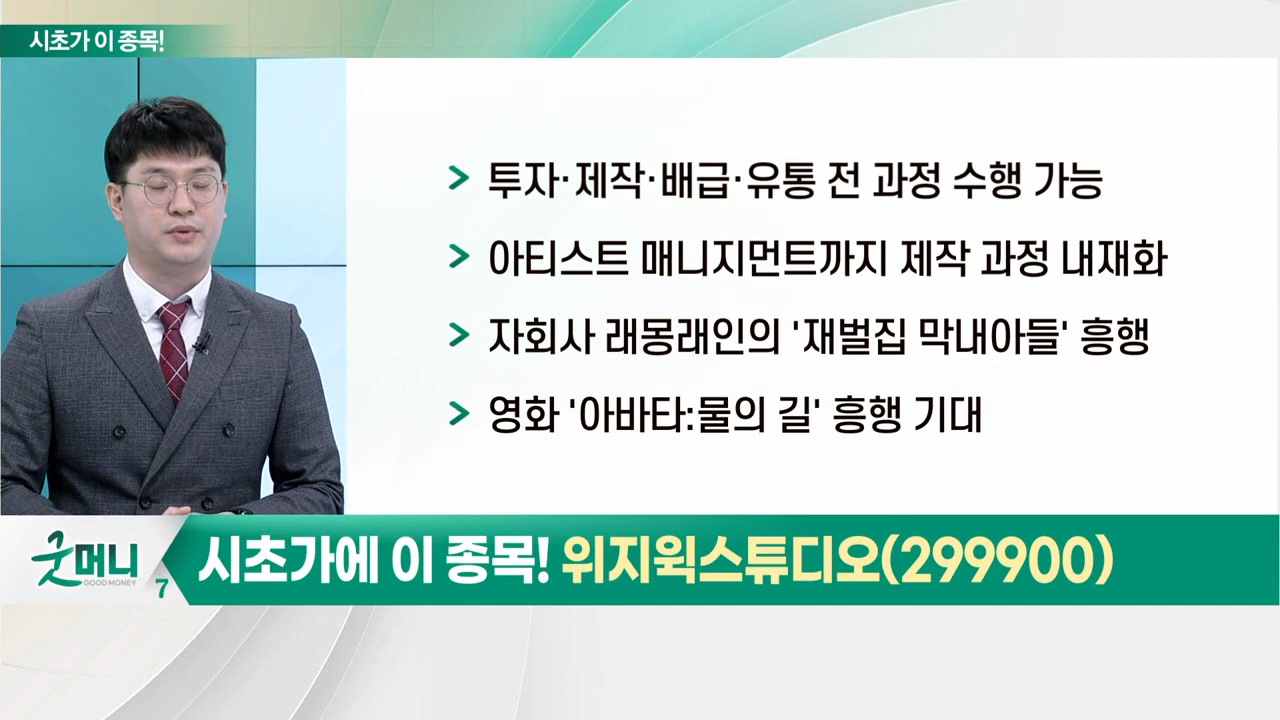 시초가 이 종목!
> 투자·제작·배급·유통 전 과정 수행 가능
> 아티스트 매니지먼트까지 제작 과정 내재화
> 자회사 래몽래인의 '재벌집 막내아들' 흥행
> 영화 '아바타:물의 길' 흥행 기대
굿머니
GOOD MONEY
7
시초가에 이 종목! 위지윅스튜디오(299900)